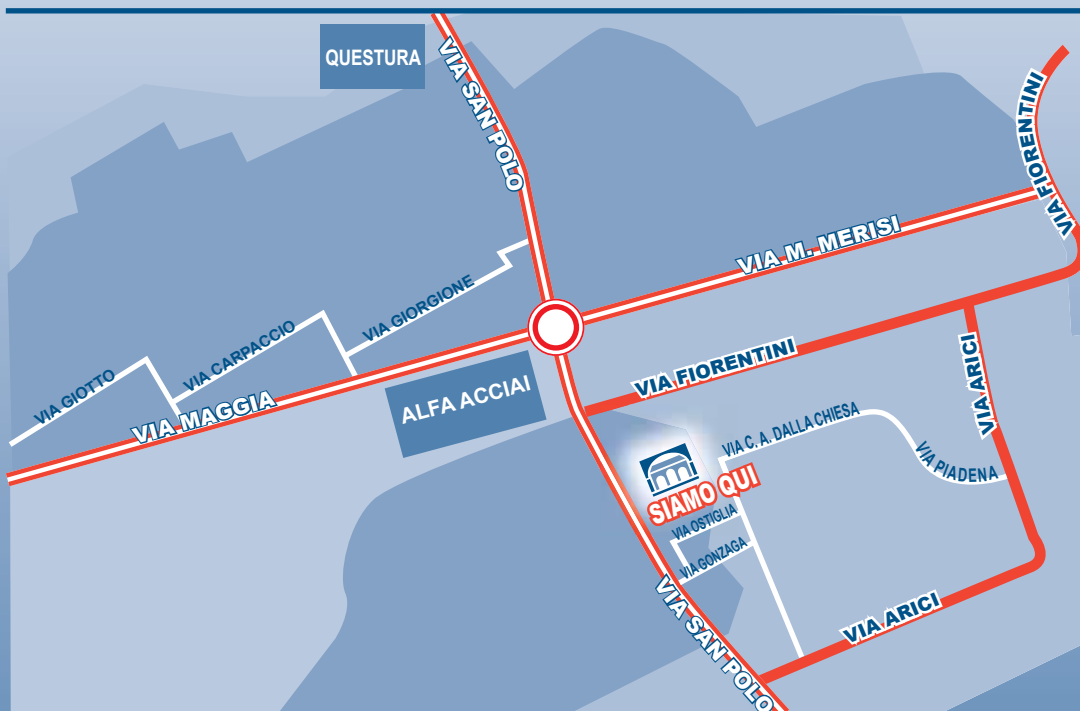 QUESTURA
VIA SAN POLO
VIA FIORENTINI
VIA M. MERISI
VIA GIORGIONE
VIA CARPACCIO
VIA GIOTTO
VIA MAGGIA
ALFA ACCIAI
VIA FIORENTINI
VIA ARICI
VIA C. A. DALLA CHIESA
VIA PIADENA
SIAMO QUI
VIA OSTIGLIA
VIA GONZAGA
VIA SAN POLO
VIA ARICI